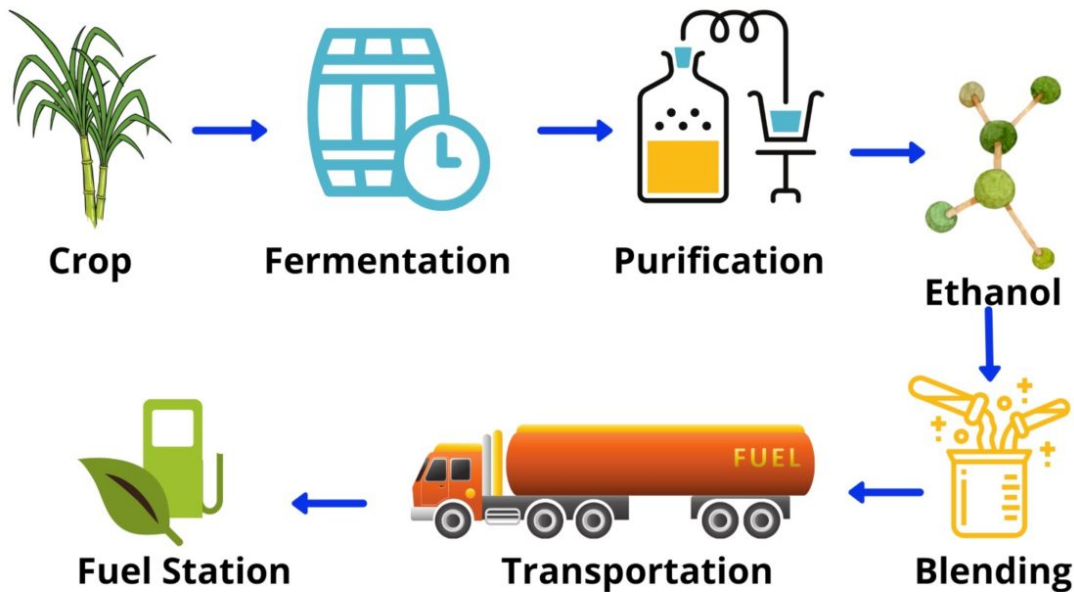 Crop
Fermentation
Purification
Ethanol
Blending
FUEL
Transportation
Fuel Station